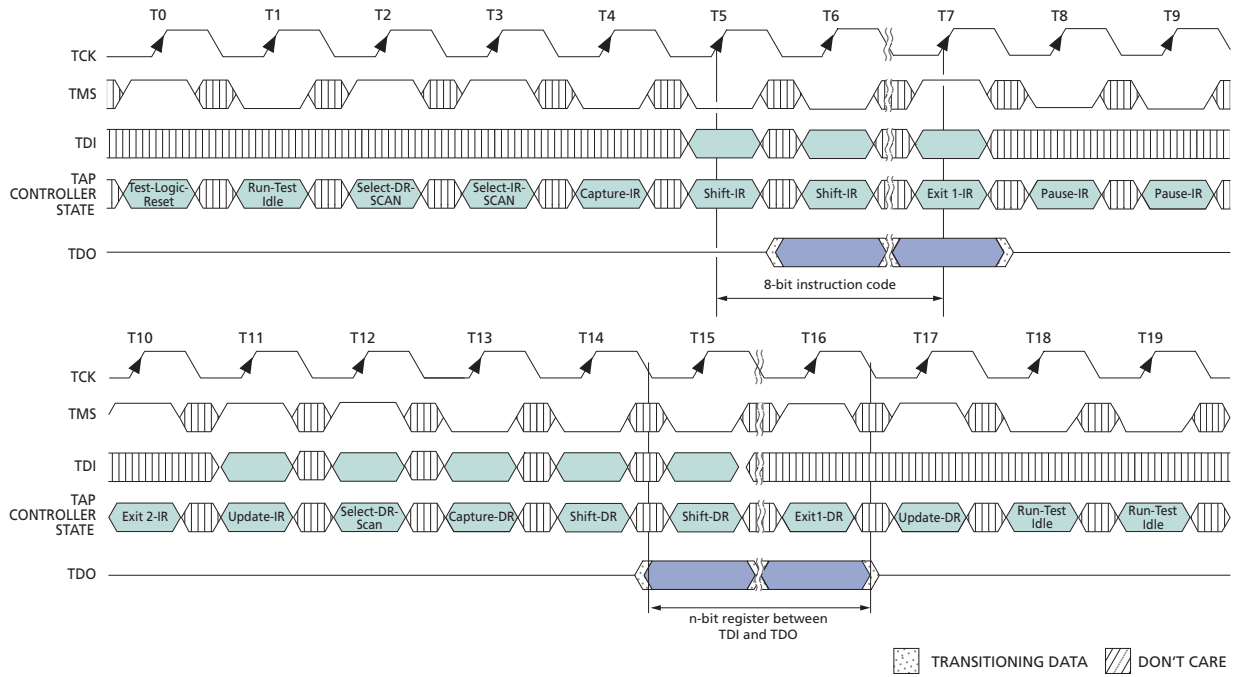 T0 T1 T2 T3 T4 T5 T6 T7 T8 T9
TCK
TMS
TDI
TAP
CONTROLLER
STATE
Test-Logic-
Reset
Run-Test
Idle
Select-DR-
SCAN
Select-IR-
SCAN
Capture-IR
Shift-IR
Shift-IR
Exit 1-IR
Pause-IR
Pause-IR
TDO
8-bit instruction code
T10 T11 T12 T13 T14 T15 T16 T17 T18 T19
TCK
TMS
TDI
TAP
CONTROLLER
STATE
Exit 2-IR
Update-IR
Select-DR-
Scan
Capture-DR
Shift-DR
Shift-DR
Exit1-DR
Update-DR
Run-Test
Idle
Run-Test
Idle
TDO
n-bit register between
TDI and TDO
TRANSITIONING DATA
DON'T CARE